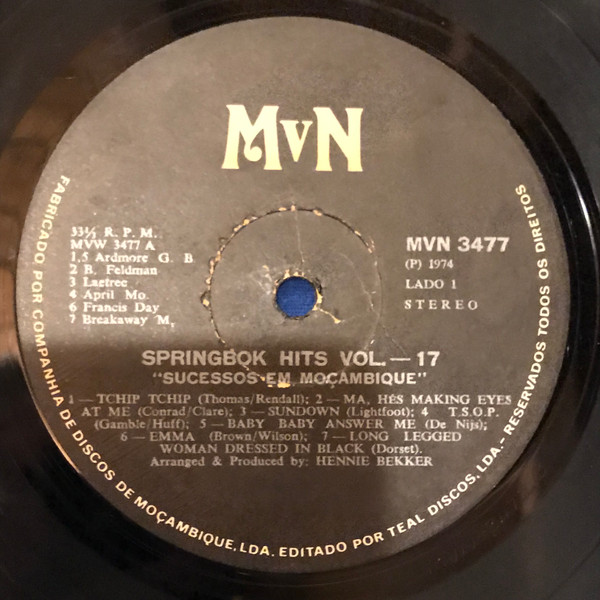 MvN
33⅓ R. P. M.
MVW 3477 A
1,5 Ardmore G. B
2 B. Feldman
3 Lagtree
4 April Mo.
6 Francis Day
7 Breakaway M,
MVN 3477
(P) 1974
LADO 1
STEREO
SPRINGBOK HITS VOL. — 17
"SUCESSOS EM MOÇAMBIQUE"
1 — TCHIP TCHIP (Thomas/Rendall); 2 — MA, HÉS MAKING EYES
AT ME (Conrad/Clare); 3 — SUNDOWN (Lightfoot); 4 T.S.O.P.
(Gamble/Huff); 5 — BABY BABY ANSWER ME (De Nijs);
6 — EMMA (Brown/Wilson); 7 — LONG LEGGED
WOMAN DRESSED IN BLACK (Dorset).
Arranged & Produced by: HENNIE BEKKER
FABRICADO POR COMPANHIA DE DISCOS DE MOÇAMBIQUE, LDA. EDITADO POR TEAL DISCOS, LDA. - RESERVADOS TODOS OS DIREITOS